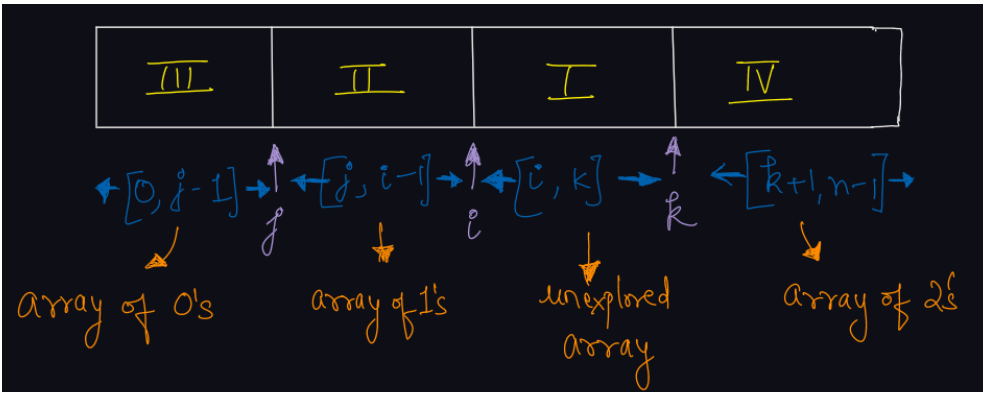 III II I IV
[0, j-1] [j, i-1] [i, k] [k+1, n-1]
j i k
array of 0's array of 1's unexplored array of 2's
array